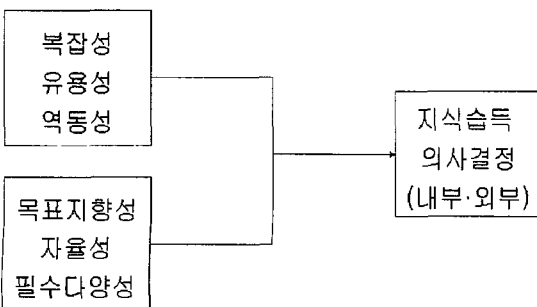 복잡성
유용성
역동성
목표지향성
자율성
필수다양성
지식습득
의사결정
(내부·외부)